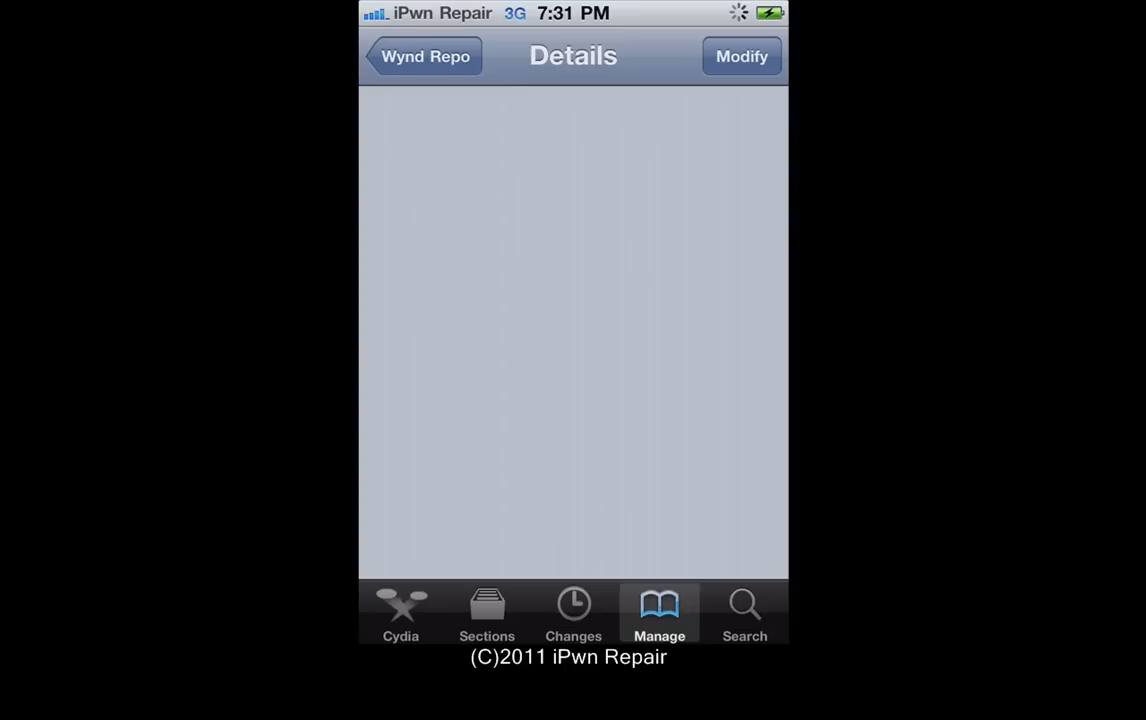 iPwn Repair 3G 7:31 PM
Wynd Repo Details Modify
Cydia Sections Changes Manage Search
(C)2011 iPwn Repair